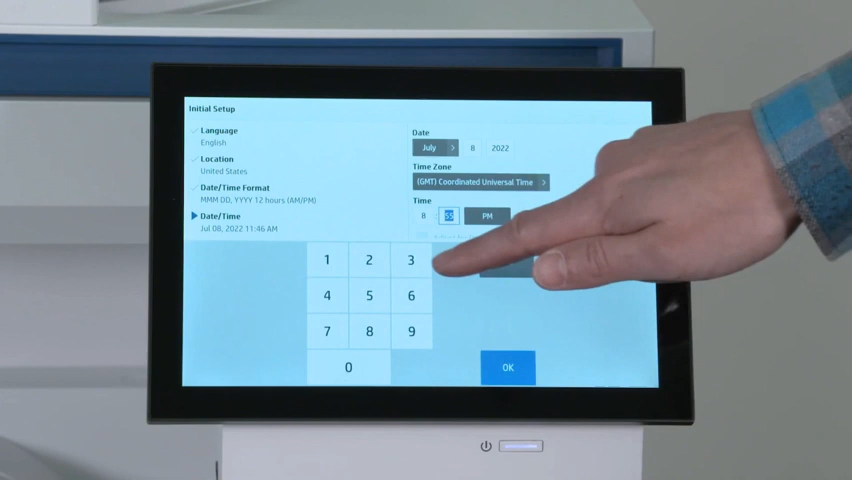 Initial Setup
Language
English
Location
United States
Date/Time Format
MMM DD, YYYY 12 hours (AM/PM)
Date/Time
Jul 08, 2022 11:46 AM
Date
July > 8 2022
Time Zone
(GMT) Coordinated Universal Time >
Time
8 : 55 PM
1 2 3
4 5 6
7 8 9
0
OK